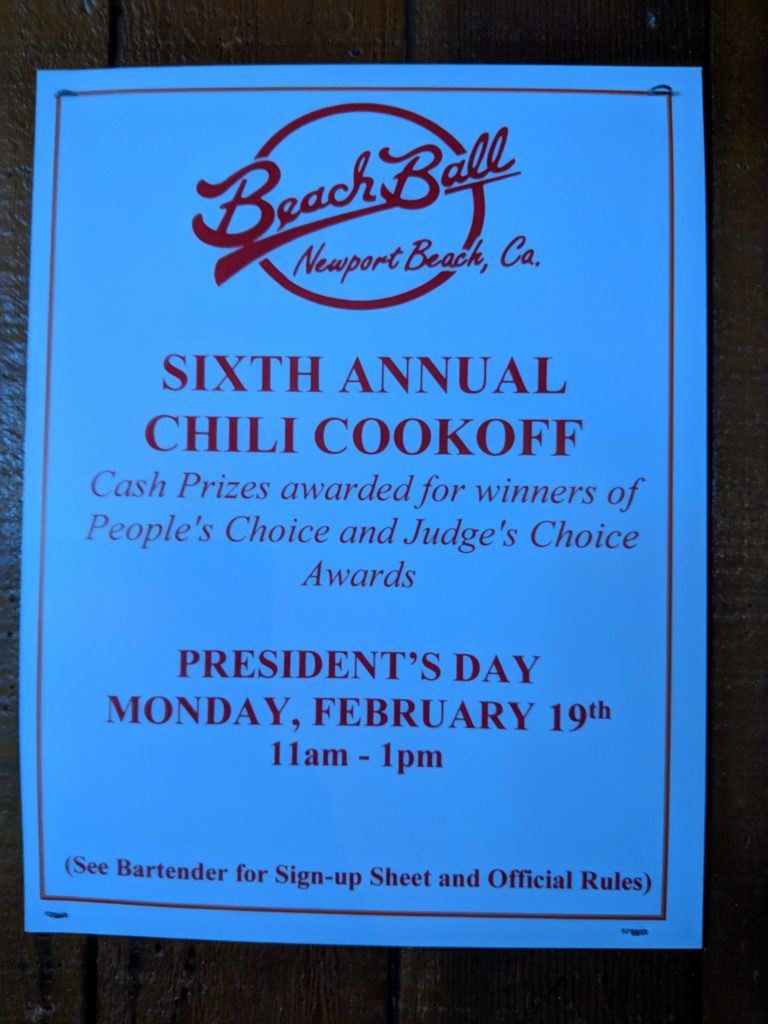 Beach Ball
Newport Beach, Ca.
SIXTH ANNUAL
CHILI COOKOFF
Cash Prizes awarded for winners of
People's Choice and Judge's Choice
Awards
PRESIDENT'S DAY
MONDAY, FEBRUARY 19th
11am - 1pm
(See Bartender for Sign-up Sheet and Official Rules)